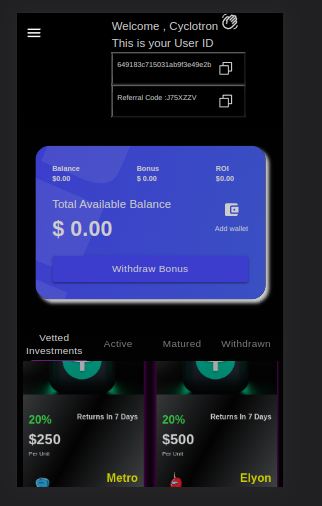 Welcome , Cyclotron
This is your User ID
649183c715031ab9f3e49e2b
Referral Code :J75XZZV
Balance Bonus ROI
$0.00 $ 0.00 $0.00
Total Available Balance
$ 0.00
Add wallet
Withdraw Bonus
Vetted Investments Active Matured Withdrawn
20% Returns In 7 Days
$250
Per Unit
Metro
20% Returns In 7 Days
$500
Per Unit
Elyon